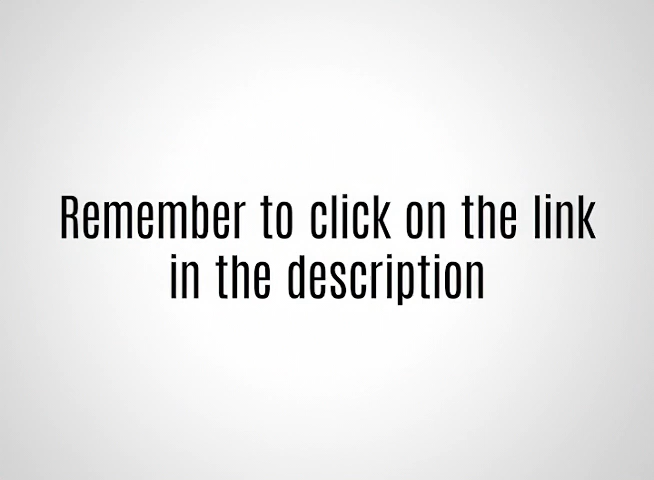 Remember to click on the link
in the description